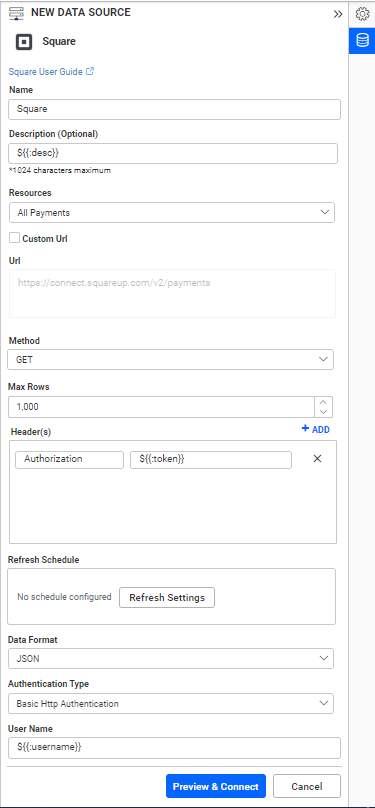 NEW DATA SOURCE
Square
Square User Guide
Name
Square
Description (Optional)
${{:desc}}
*1024 characters maximum
Resources
All Payments
Custom Url
Url
https://connect.squareup.com/v2/payments
Method
GET
Max Rows
1,000
Header(s)
+ ADD
Authorization ${{:token}}
Refresh Schedule
No schedule configured Refresh Settings
Data Format
JSON
Authentication Type
Basic Http Authentication
User Name
${{:username}}
Preview & Connect Cancel